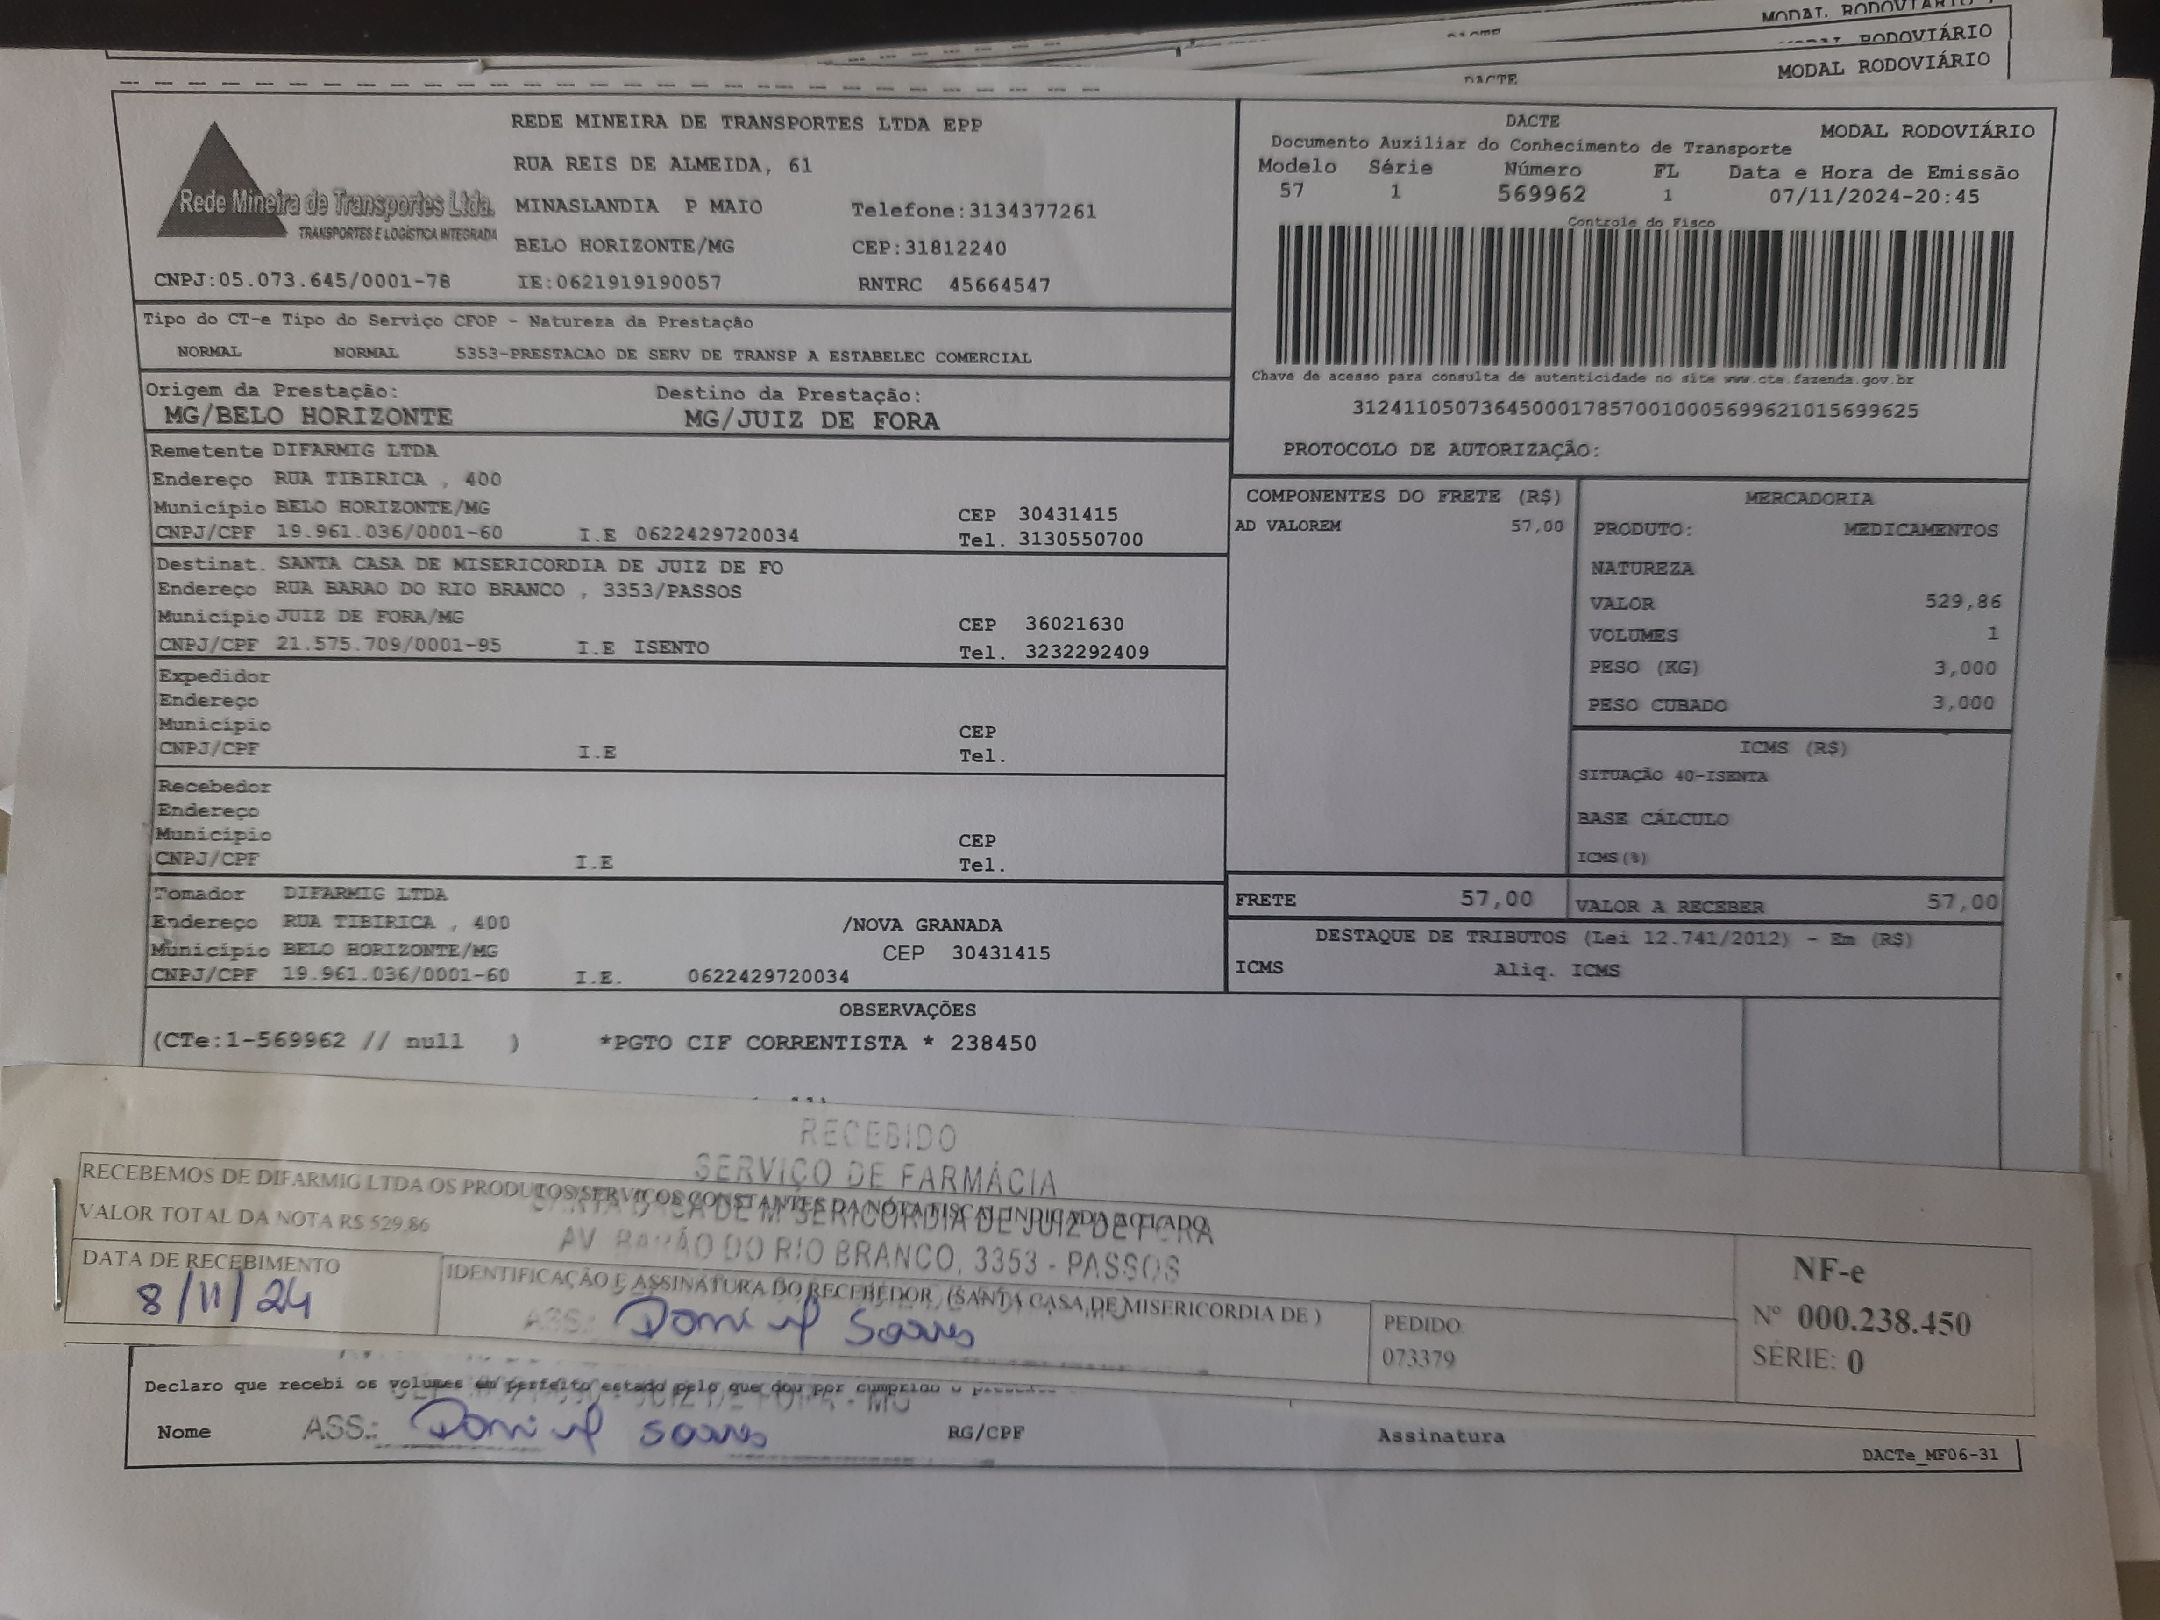 MODAL RODOVIÁRIO
MODAL RODOVIÁRIO
DACTE
REDE MINEIRA DE TRANSPORTES LTDA EPP
RUA REIS DE ALMEIDA, 61
Rede Mineira de Transportes Ltda.
TRANSPORTES E LOGÍSTICA INTEGRADA
MINASLANDIA P MAIO Telefone:3134377261
BELO HORIZONTE/MG CEP:31812240
CNPJ:05.073.645/0001-78 IE:0621919190057 RNTRC 45664547
DACTE MODAL RODOVIÁRIO
Documento Auxiliar do Conhecimento de Transporte
Modelo Série Número FL Data e Hora de Emissão
57 1 569962 1 07/11/2024-20:45
Controle do Fisco
Chave de acesso para consulta de autenticidade no site www.cte.fazenda.gov.br
31241105073645000178570010005699621015699625
PROTOCOLO DE AUTORIZAÇÃO:
Tipo do CT-e Tipo do Serviço CFOP - Natureza da Prestação
NORMAL NORMAL 5353-PRESTACAO DE SERV DE TRANSP A ESTABELEC COMERCIAL
Origem da Prestação: Destino da Prestação:
MG/BELO HORIZONTE MG/JUIZ DE FORA
Remetente DIFARMIG LTDA
Endereço RUA TIBIRICA , 400
Município BELO HORIZONTE/MG CEP 30431415
CNPJ/CPF 19.961.036/0001-60 I.E 0622429720034 Tel. 3130550700
Destinat. SANTA CASA DE MISERICORDIA DE JUIZ DE FO
Endereço RUA BARAO DO RIO BRANCO , 3353/PASSOS
Município JUIZ DE FORA/MG CEP 36021630
CNPJ/CPF 21.575.709/0001-95 I.E ISENTO Tel. 3232292409
Expedidor
Endereço
Município CEP
CNPJ/CPF I.E Tel.
Recebedor
Endereço
Município CEP
CNPJ/CPF I.E Tel.
Tomador DIFARMIG LTDA
Endereço RUA TIBIRICA , 400 /NOVA GRANADA
Município BELO HORIZONTE/MG CEP 30431415
CNPJ/CPF 19.961.036/0001-60 I.E. 0622429720034
COMPONENTES DO FRETE (R$)
AD VALOREM 57,00
MERCADORIA
PRODUTO: MEDICAMENTOS
NATUREZA
VALOR 529,86
VOLUMES 1
PESO (KG) 3,000
PESO CUBADO 3,000
ICMS (R$)
SITUAÇÃO 40-ISENTA
BASE CÁLCULO
ICMS(%)
FRETE 57,00 VALOR A RECEBER 57,00
DESTAQUE DE TRIBUTOS (Lei 12.741/2012) - Em (R$)
ICMS Aliq. ICMS
OBSERVAÇÕES
(CTe:1-569962 // null ) *PGTO CIF CORRENTISTA * 238450
RECEBIDO
SERVIÇO DE FARMÁCIA
RECEBEMOS DE DIFARMIG LTDA OS PRODUTOS/SERVIÇOS CONSTANTES DA NOTA FISCAL INDICADA AO LADO
SANTA CASA DE MISERICÓRDIA DE JUIZ DE FORA
VALOR TOTAL DA NOTA R$ 529,86
AV. BARÃO DO RIO BRANCO, 3353 - PASSOS
DATA DE RECEBIMENTO
8/11/24
IDENTIFICAÇÃO E ASSINATURA DO RECEBEDOR (SANTA CASA DE MISERICORDIA DE )
ASS.: Soares
PEDIDO
073379
NF-e
Nº 000.238.450
SÉRIE: 0
Declaro que recebi os volumes em perfeito estado pelo que dou por cumprido o
JUIZ DE FORA - MG
Nome ASS.: Soares RG/CPF Assinatura
DACTe_MF06-31